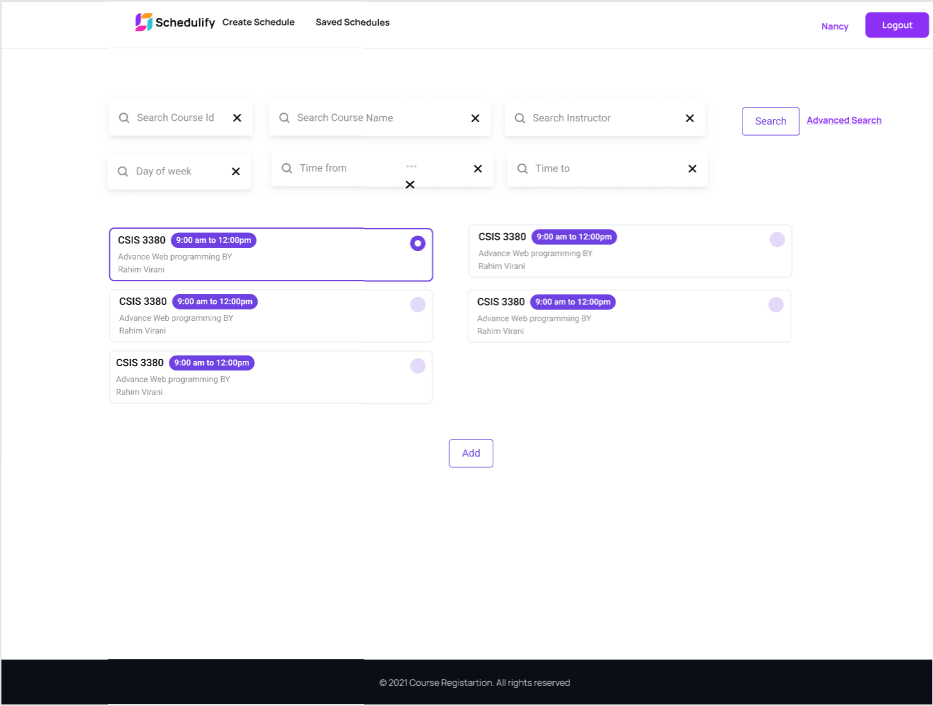 Schedulify Create Schedule Saved Schedules Nancy Logout
Search Course Id Search Course Name Search Instructor Search Advanced Search
Day of week Time from ... Time to
CSIS 3380 9:00 am to 12:00pm
Advance Web programming BY
Rahim Virani
CSIS 3380 9:00 am to 12:00pm
Advance Web programming BY
Rahim Virani
CSIS 3380 9:00 am to 12:00pm
Advance Web programming BY
Rahim Virani
CSIS 3380 9:00 am to 12:00pm
Advance Web programming BY
Rahim Virani
CSIS 3380 9:00 am to 12:00pm
Advance Web programming BY
Rahim Virani
Add
© 2021 Course Registartion. All rights reserved